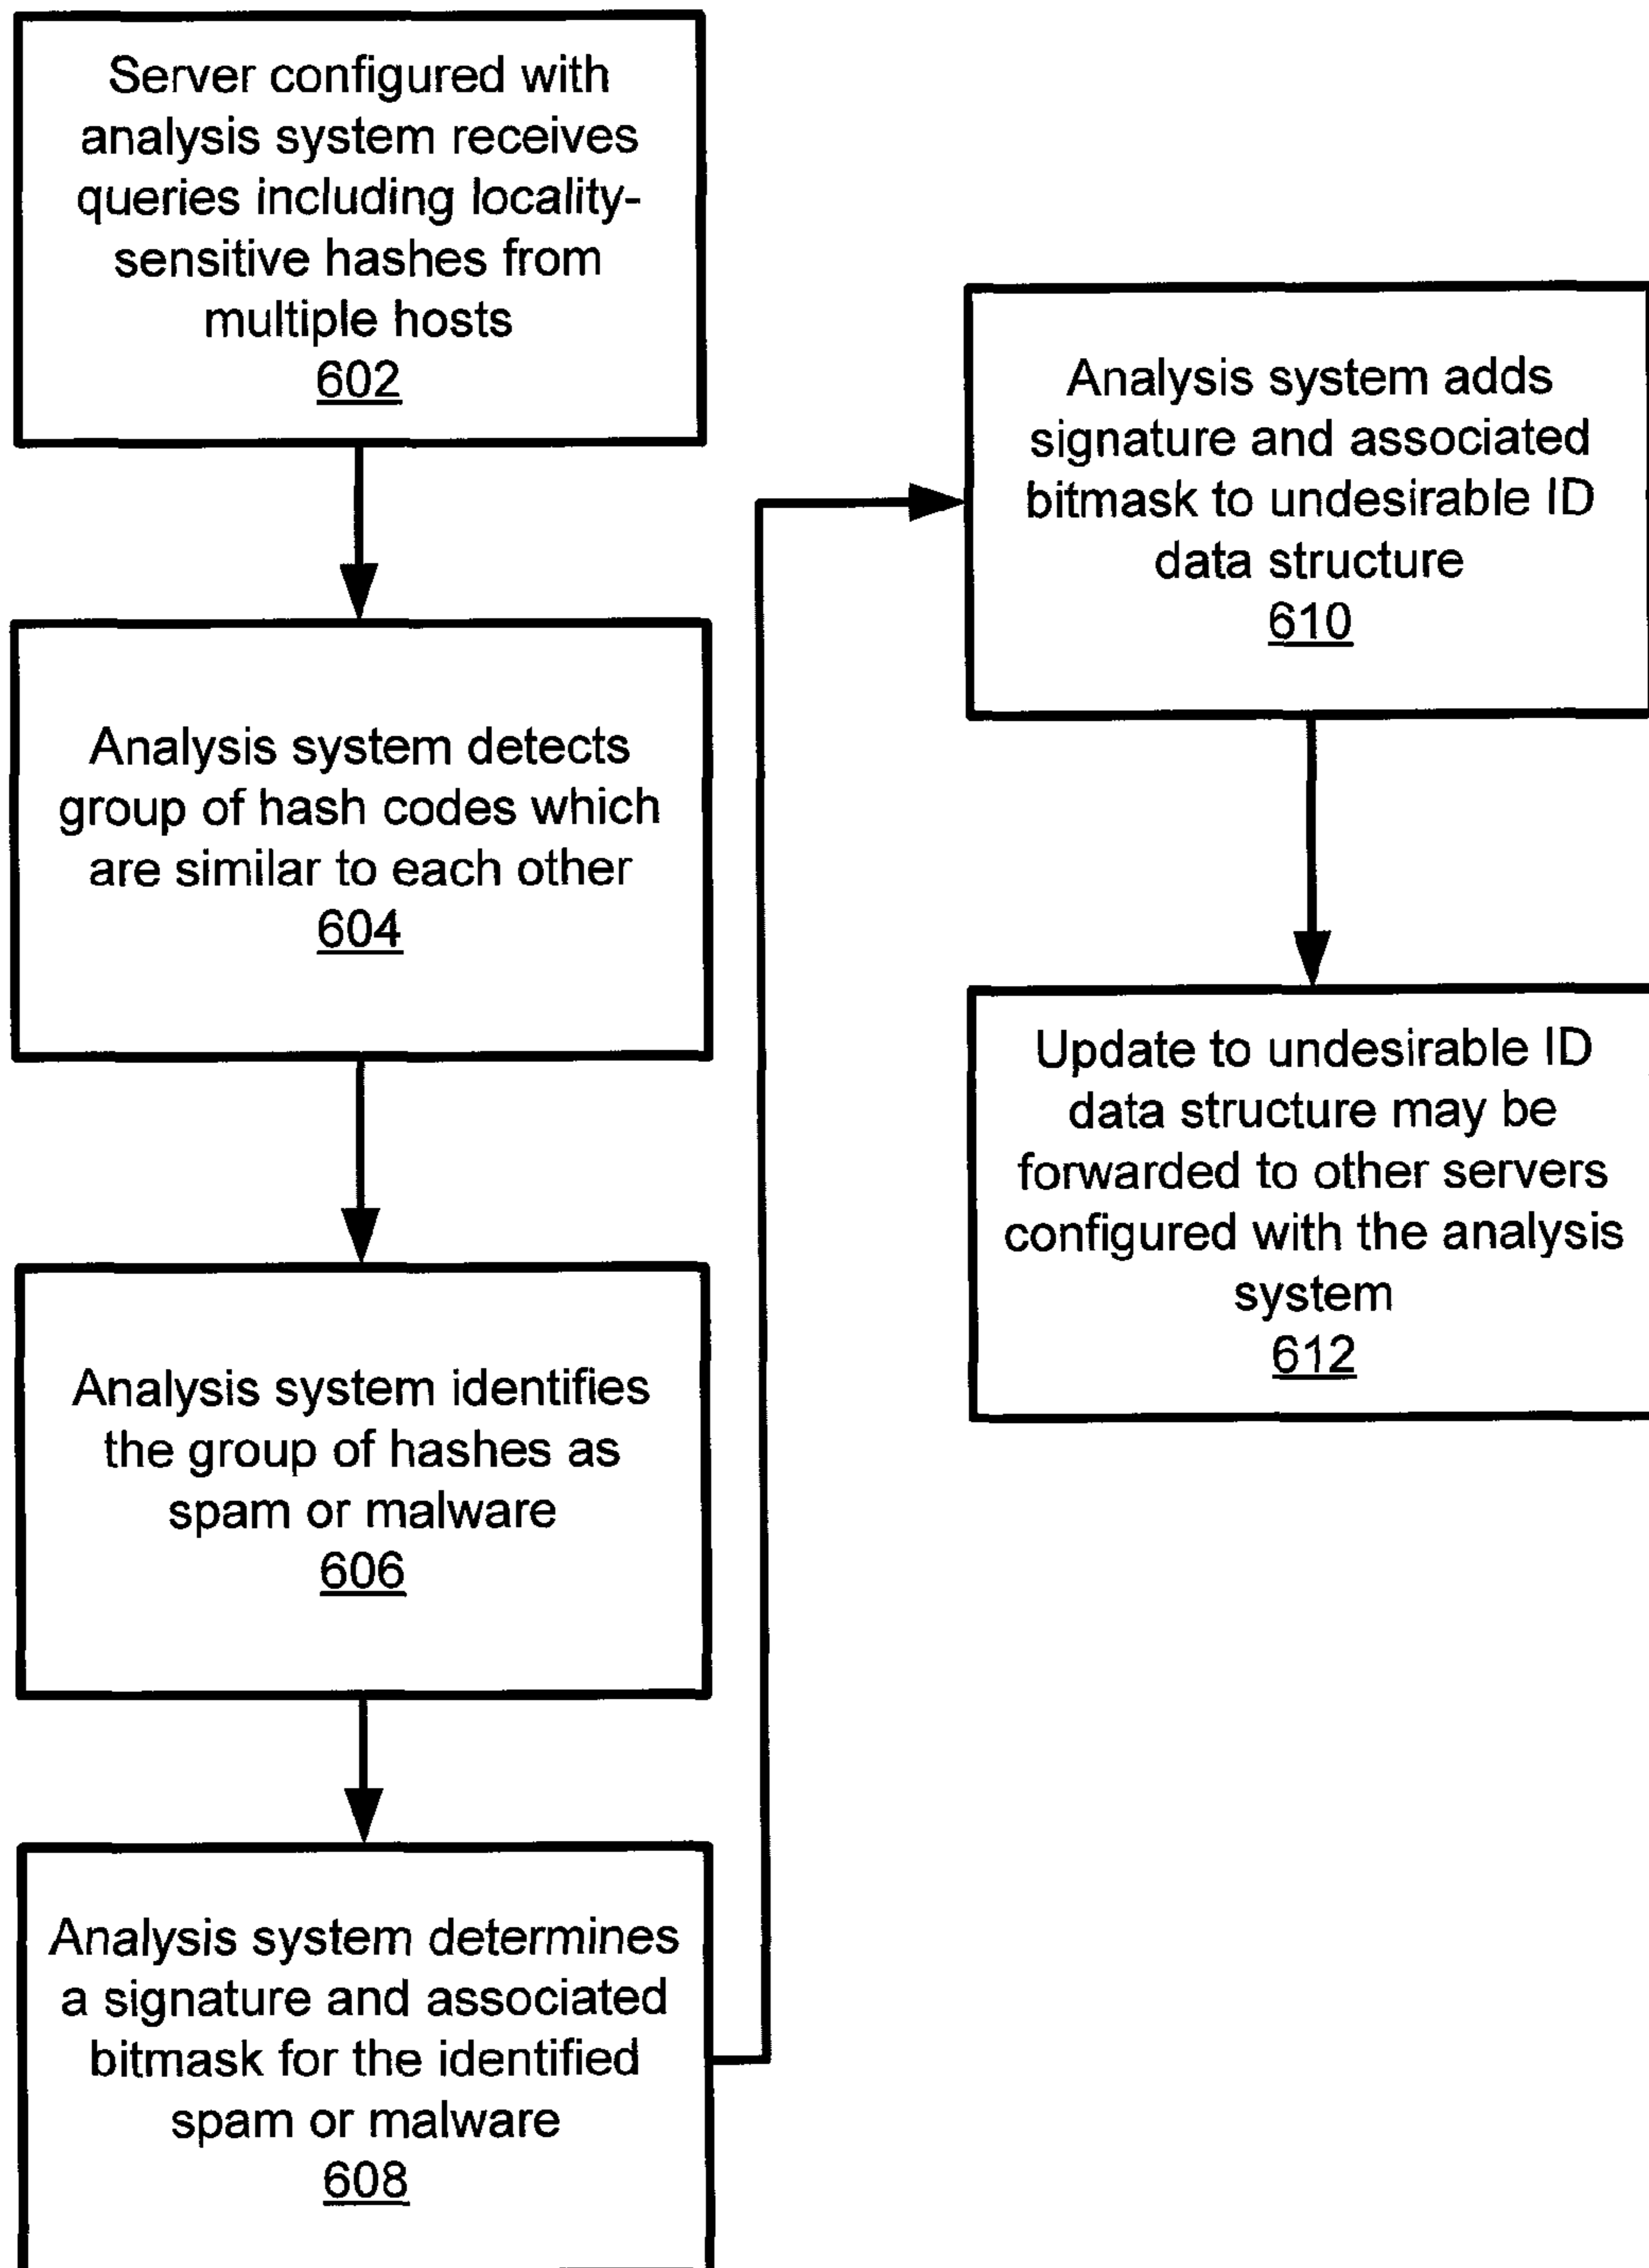 Server configured with
analysis system receives
queries including locality-
sensitive hashes from
multiple hosts
602
Analysis system detects
group of hash codes which
are similar to each other
604
Analysis system identifies
the group of hashes as
spam or malware
606
Analysis system determines
a signature and associated
bitmask for the identified
spam or malware
608
Analysis system adds
signature and associated
bitmask to undesirable ID
data structure
610
Update to undesirable ID
data structure may be
forwarded to other servers
configured with the analysis
system
612